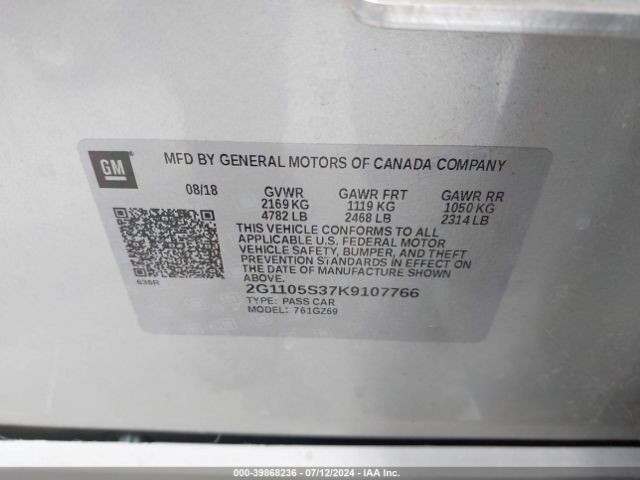 GM
MFD BY GENERAL MOTORS OF CANADA COMPANY
08/18 GVWR GAWR FRT GAWR RR
2169 KG 1119 KG 1050 KG
4782 LB 2468 LB 2314 LB
THIS VEHICLE CONFORMS TO ALL
APPLICABLE U.S. FEDERAL MOTOR
VEHICLE SAFETY, BUMPER, AND THEFT
PREVENTION STANDARDS IN EFFECT ON
THE DATE OF MANUFACTURE SHOWN
ABOVE.
636R
2G1105S37K9107766
TYPE: PASS CAR
MODEL: 761GZ69
000-39868236 - 07/12/2024 - IAAI.COM